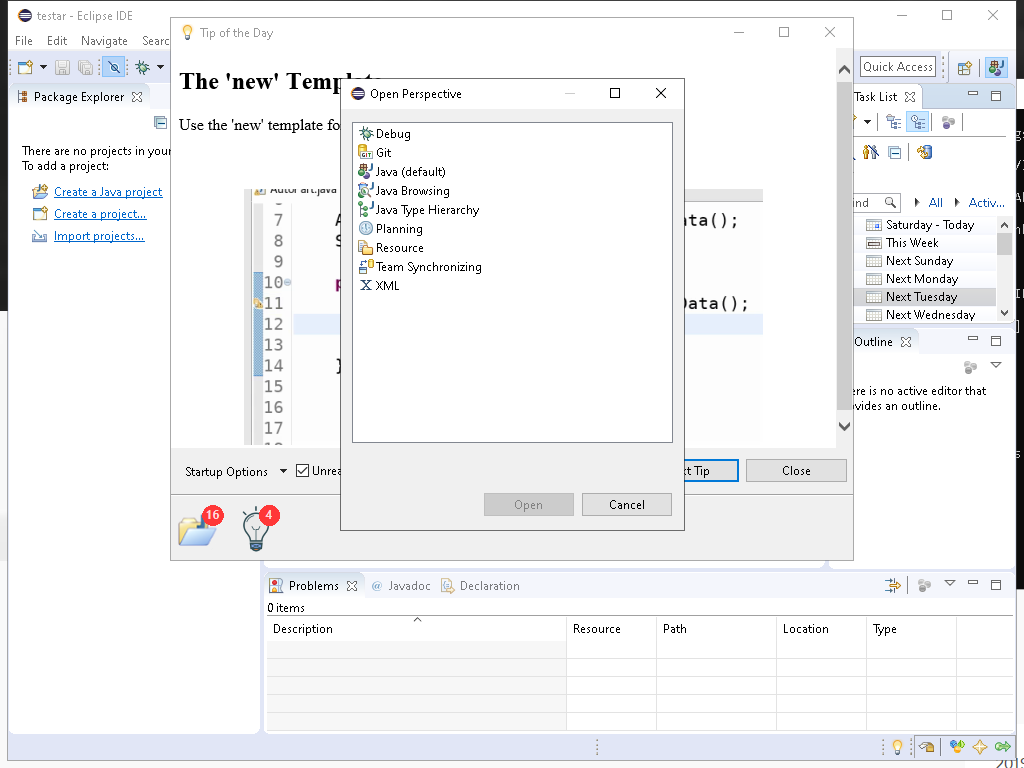 testar - Eclipse IDE
File Edit Navigate Searc
Tip of the Day
Quick Access
Package Explorer
There are no projects in your
To add a project:
Create a Java project
Create a project...
Import projects...
The 'new' Template
Use the 'new' template fo
7
8
9
10
11
12
13
14
15
16
17
ata();
Data();
Startup Options
Unrea
t Tip
Close
16
4
Open Perspective
Debug
Git
Java (default)
Java Browsing
Java Type Hierarchy
Planning
Resource
Team Synchronizing
XML
Open
Cancel
Task List
ind
All
Activ...
Saturday - Today
This Week
Next Sunday
Next Monday
Next Tuesday
Next Wednesday
Outline
ere is no active editor that
vides an outline.
Problems
Javadoc
Declaration
0 items
Description Resource Path Location Type